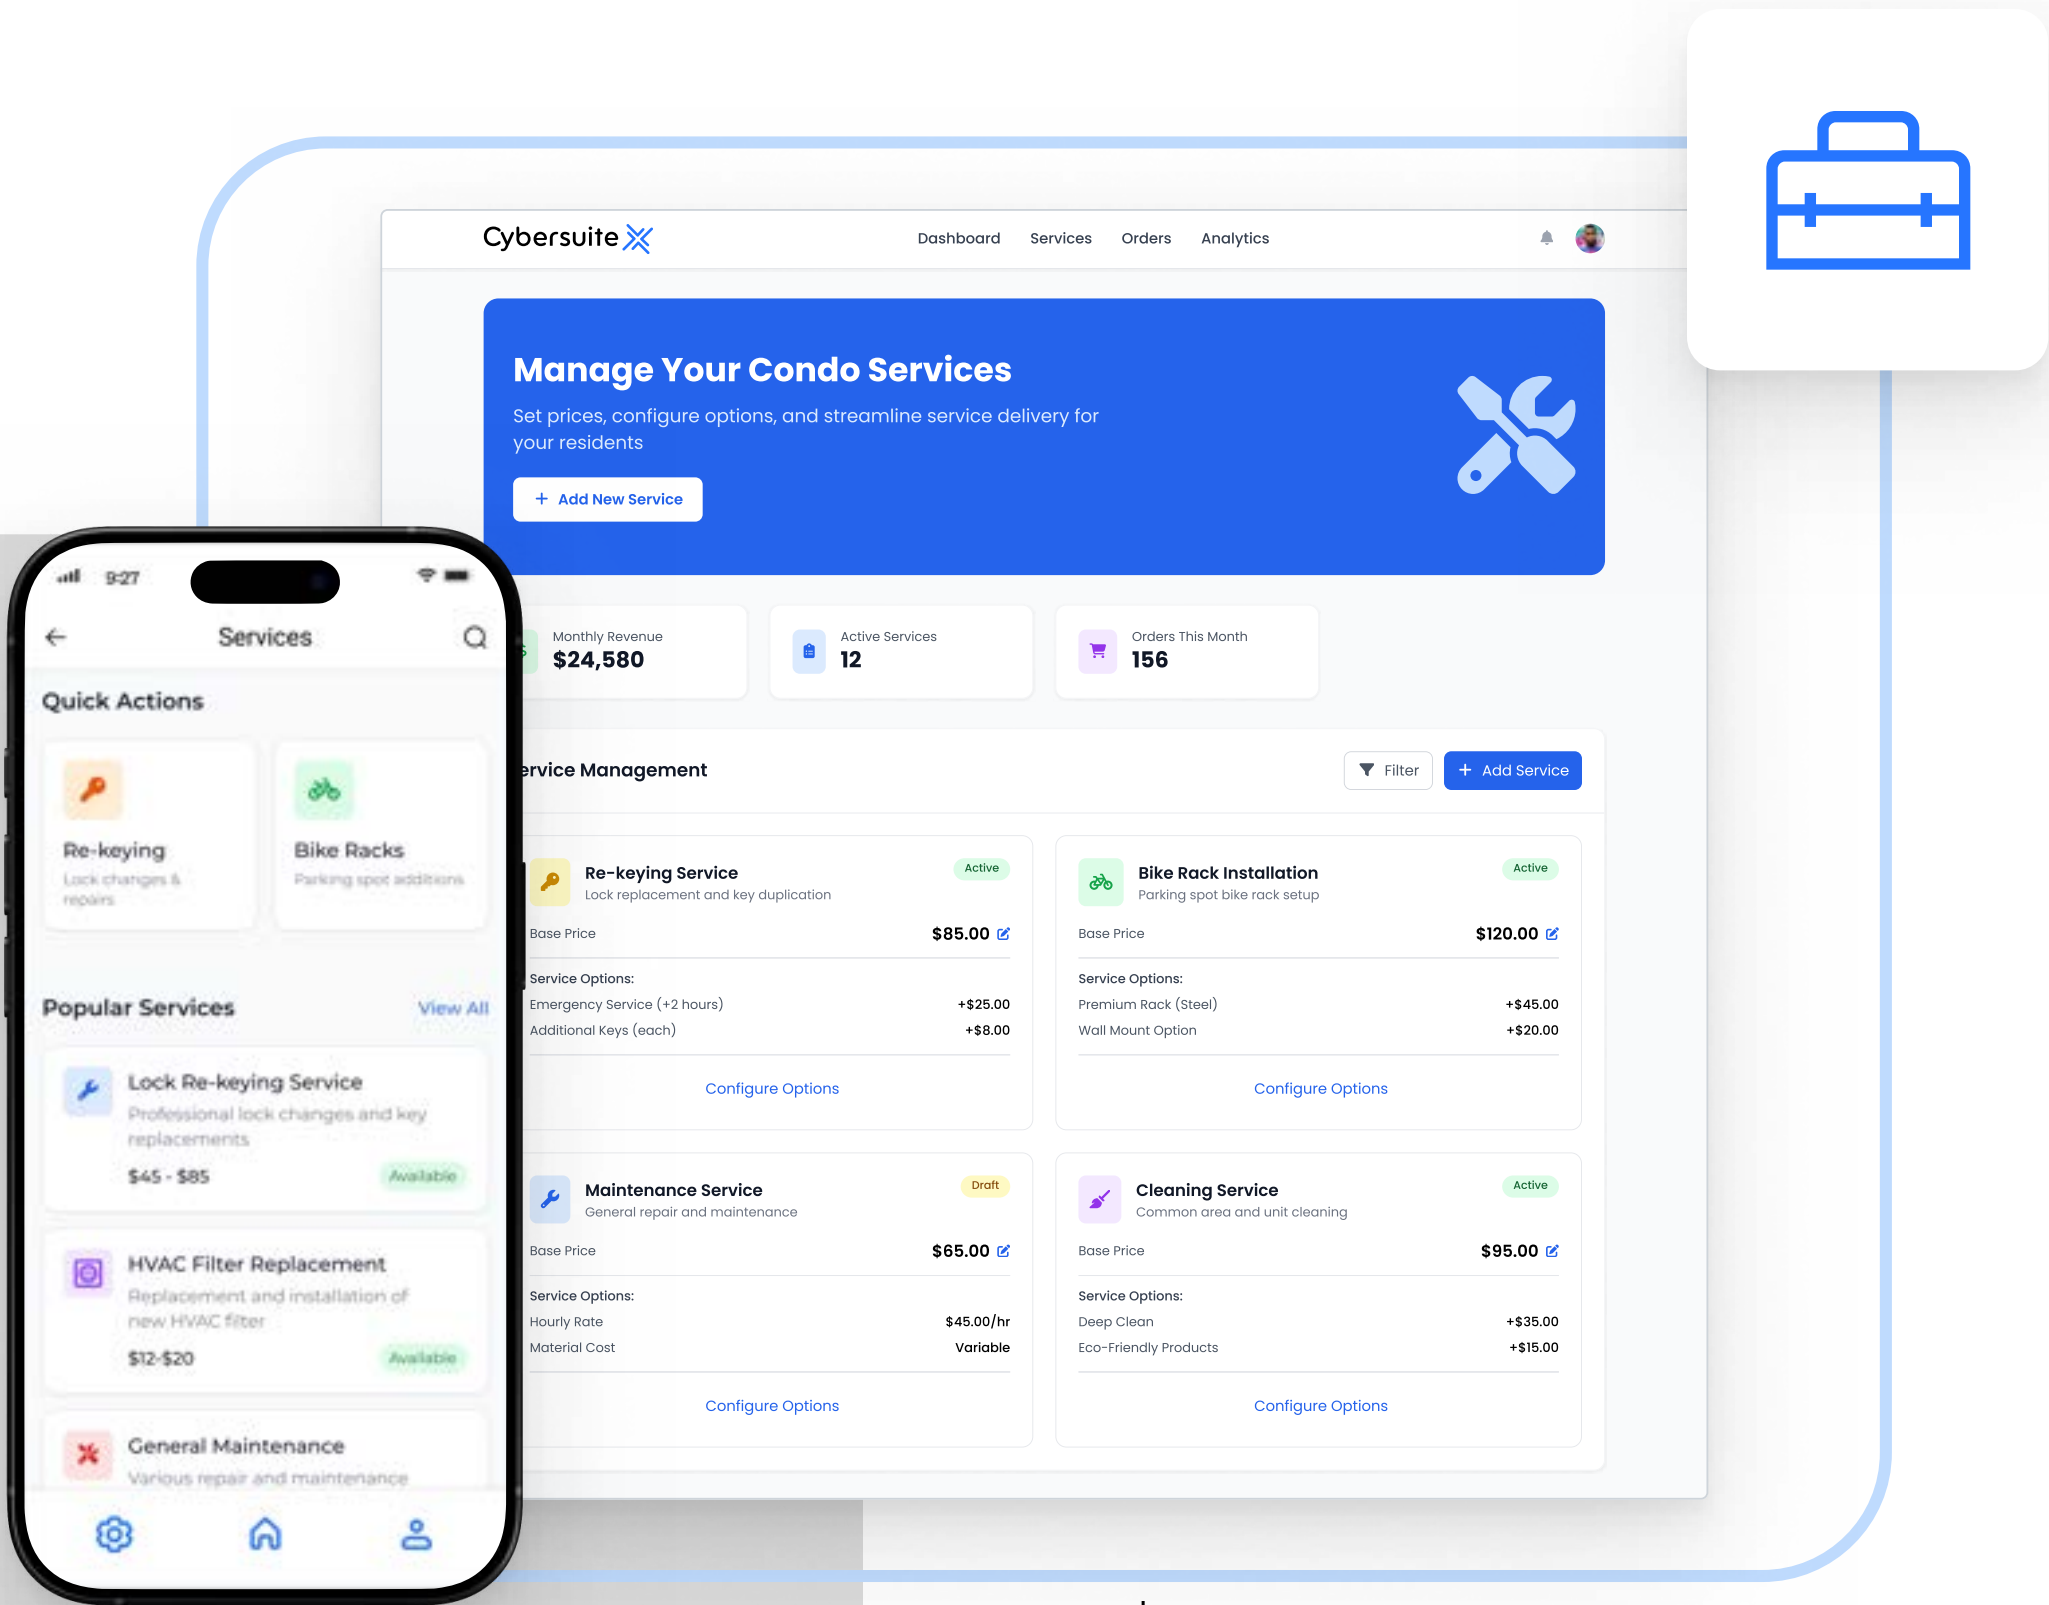 Cybersuite
Dashboard
Services
Orders
Analytics
Manage Your Condo Services
Set prices, configure options, and streamline service delivery for
your residents
+ Add New Service
Monthly Revenue
$24,580
Active Services
12
Orders This Month
156
ervice Management
Filter
+ Add Service
Re-keying Service
Lock replacement and key duplication
Active
Base Price
$85.00
Service Options:
Emergency Service (+2 hours)
+$25.00
Additional Keys (each)
+$8.00
Configure Options
Bike Rack Installation
Parking spot bike rack setup
Active
Base Price
$120.00
Service Options:
Premium Rack (Steel)
+$45.00
Wall Mount Option
+$20.00
Configure Options
Maintenance Service
General repair and maintenance
Draft
Base Price
$65.00
Service Options:
Hourly Rate
$45.00/hr
Material Cost
Variable
Configure Options
Cleaning Service
Common area and unit cleaning
Active
Base Price
$95.00
Service Options:
Deep Clean
+$35.00
Eco-Friendly Products
+$15.00
Configure Options
9:27
Services
Quick Actions
Re-keying
Lock changes &
repairs
Bike Racks
Parking spot additions
Popular Services
View All
Lock Re-keying Service
Professional lock changes and key
replacements
$45 - $85
Available
HVAC Filter Replacement
Replacement and installation of
new HVAC filter
$12-$20
Available
General Maintenance
Various repair and maintenance